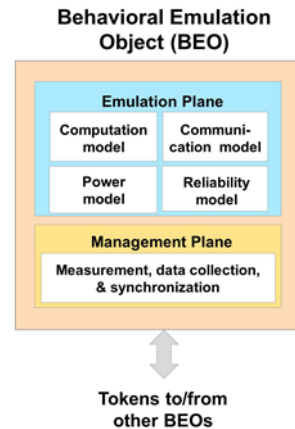 Behavioral Emulation
Object (BEO)
Emulation Plane
Computation
model
Communi-
cation model
Power
model
Reliability
model
Management Plane
Measurement, data collection,
& synchronization
Tokens to/from
other BEOs